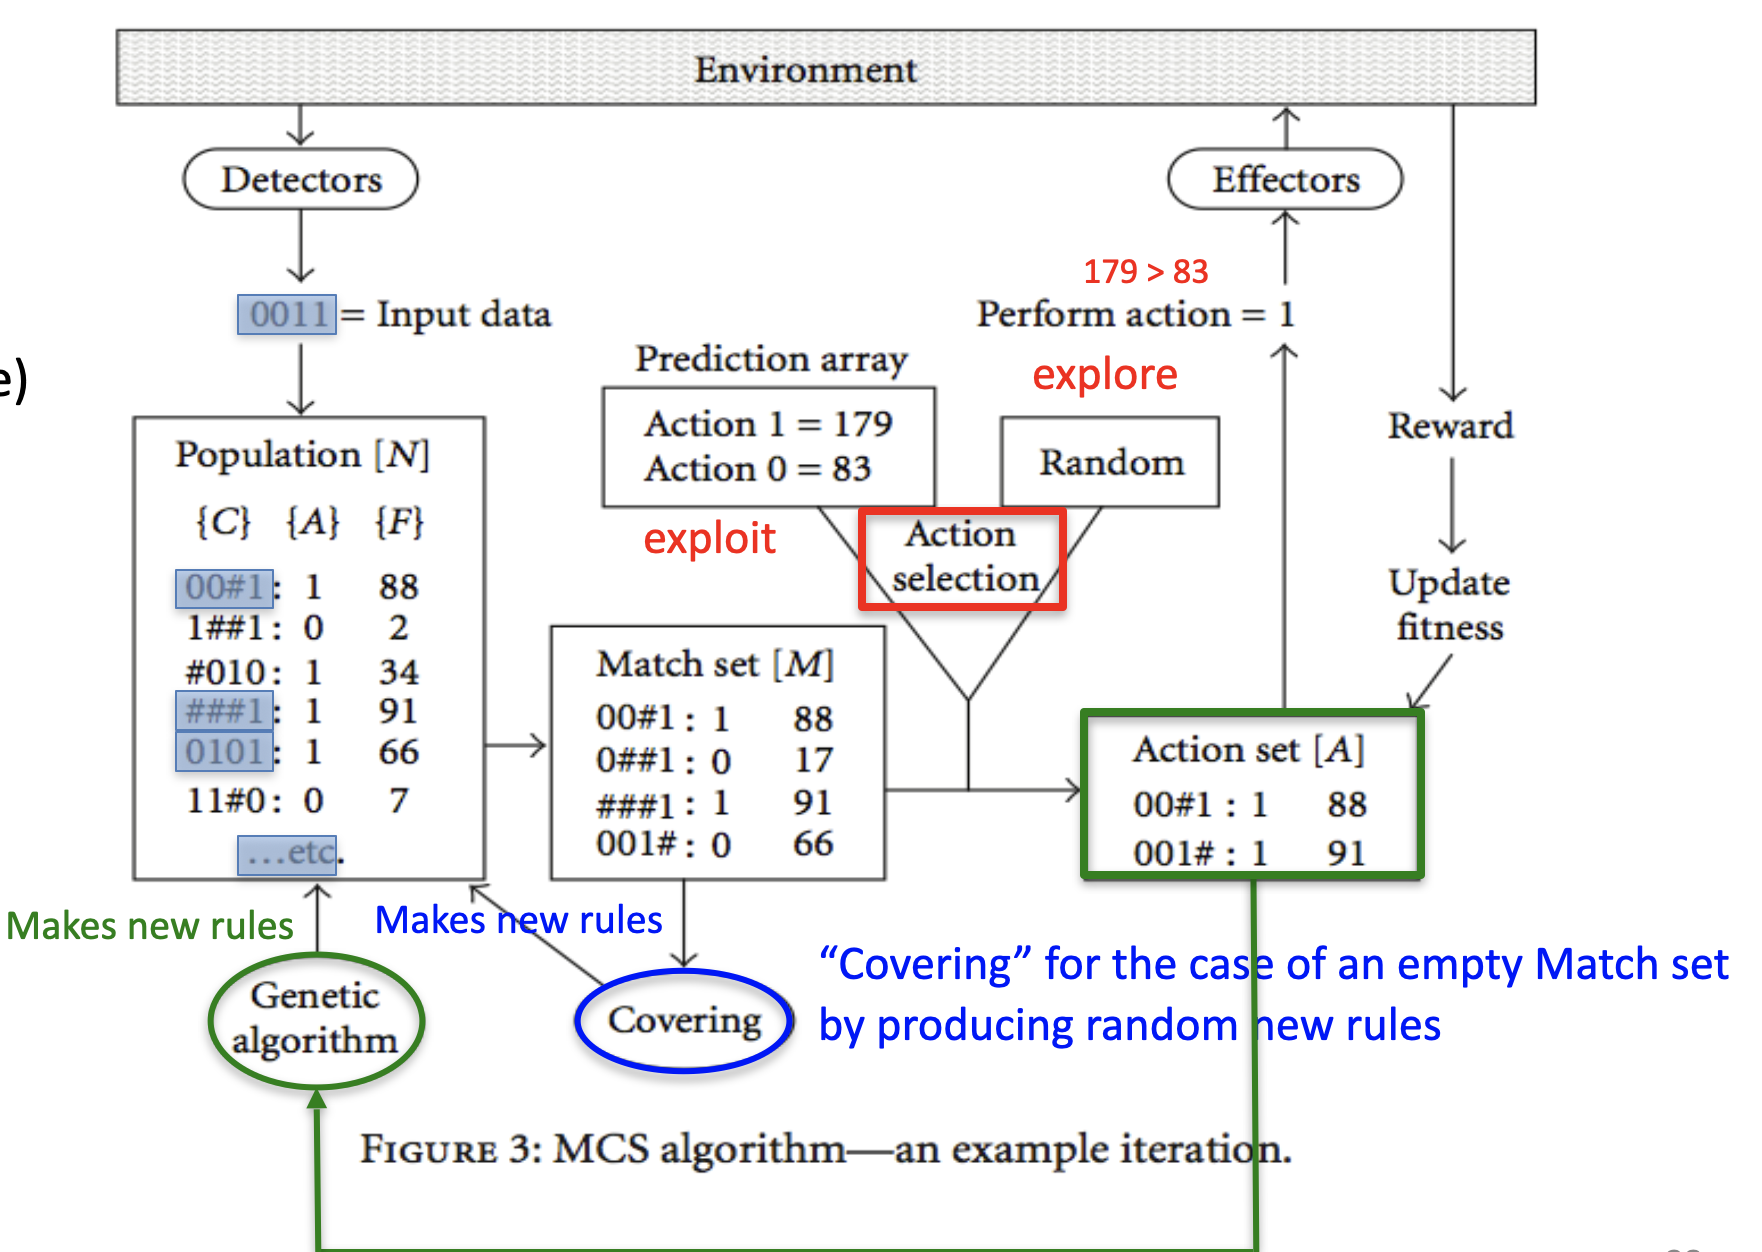 Environment
Detectors
Effectors
179 > 83
0011 = Input data
Perform action = 1
e)
Prediction array
explore
Action 1 = 179
Action 0 = 83
Random
Reward
exploit
Action
selection
Update
fitness
Population [N]
{C} {A} {F}
00#1: 1 88
1##1: 0 2
#010: 1 34
###1: 1 91
0101: 1 66
11#0: 0 7
...etc.
Match set [M]
00#1: 1 88
0##1: 0 17
###1: 1 91
001#: 0 66
Action set [A]
00#1 : 1 88
001# : 1 91
Makes new rules
Makes new rules
Genetic
algorithm
Covering
“Covering” for the case of an empty Match set
by producing random new rules
FIGURE 3: MCS algorithm—an example iteration.